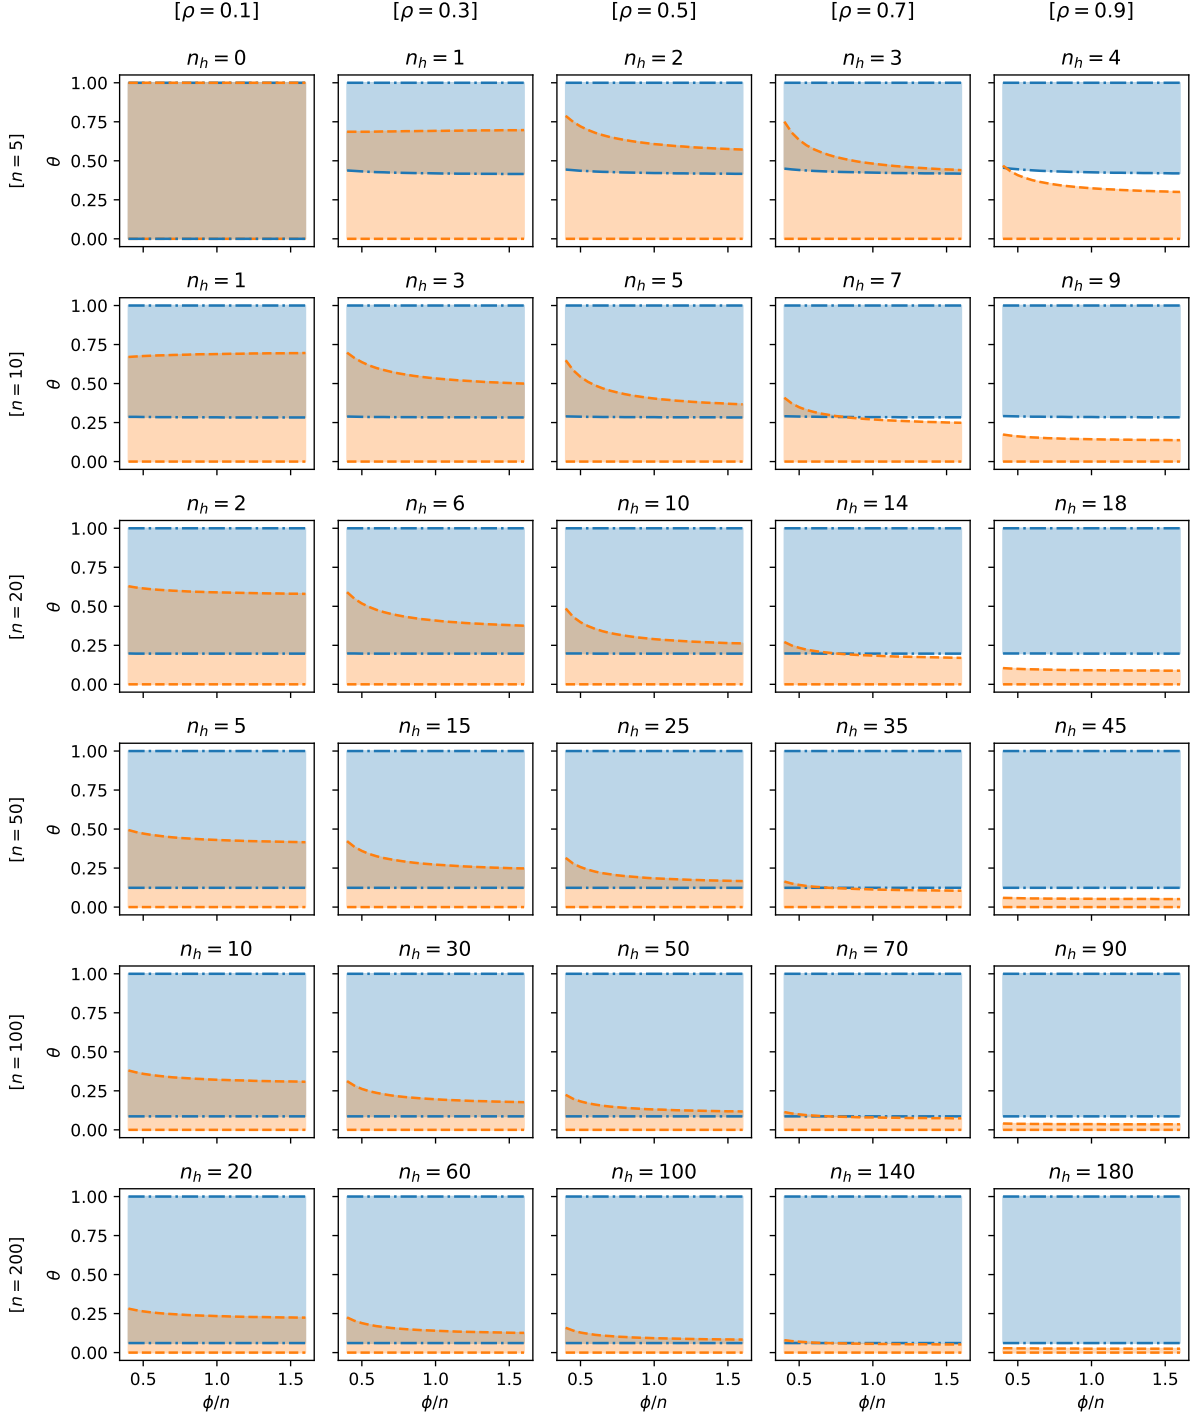 [ρ = 0.1] [ρ = 0.3] [ρ = 0.5] [ρ = 0.7] [ρ = 0.9]
n_h = 0 n_h = 1 n_h = 2 n_h = 3 n_h = 4
[n = 5]
θ
1.00
0.75
0.50
0.25
0.00
n_h = 1 n_h = 3 n_h = 5 n_h = 7 n_h = 9
[n = 10]
θ
1.00
0.75
0.50
0.25
0.00
n_h = 2 n_h = 6 n_h = 10 n_h = 14 n_h = 18
[n = 20]
θ
1.00
0.75
0.50
0.25
0.00
n_h = 5 n_h = 15 n_h = 25 n_h = 35 n_h = 45
[n = 50]
θ
1.00
0.75
0.50
0.25
0.00
n_h = 10 n_h = 30 n_h = 50 n_h = 70 n_h = 90
[n = 100]
θ
1.00
0.75
0.50
0.25
0.00
n_h = 20 n_h = 60 n_h = 100 n_h = 140 n_h = 180
[n = 200]
θ
1.00
0.75
0.50
0.25
0.00
0.5 1.0 1.5 0.5 1.0 1.5 0.5 1.0 1.5 0.5 1.0 1.5 0.5 1.0 1.5
ϕ/n ϕ/n ϕ/n ϕ/n ϕ/n